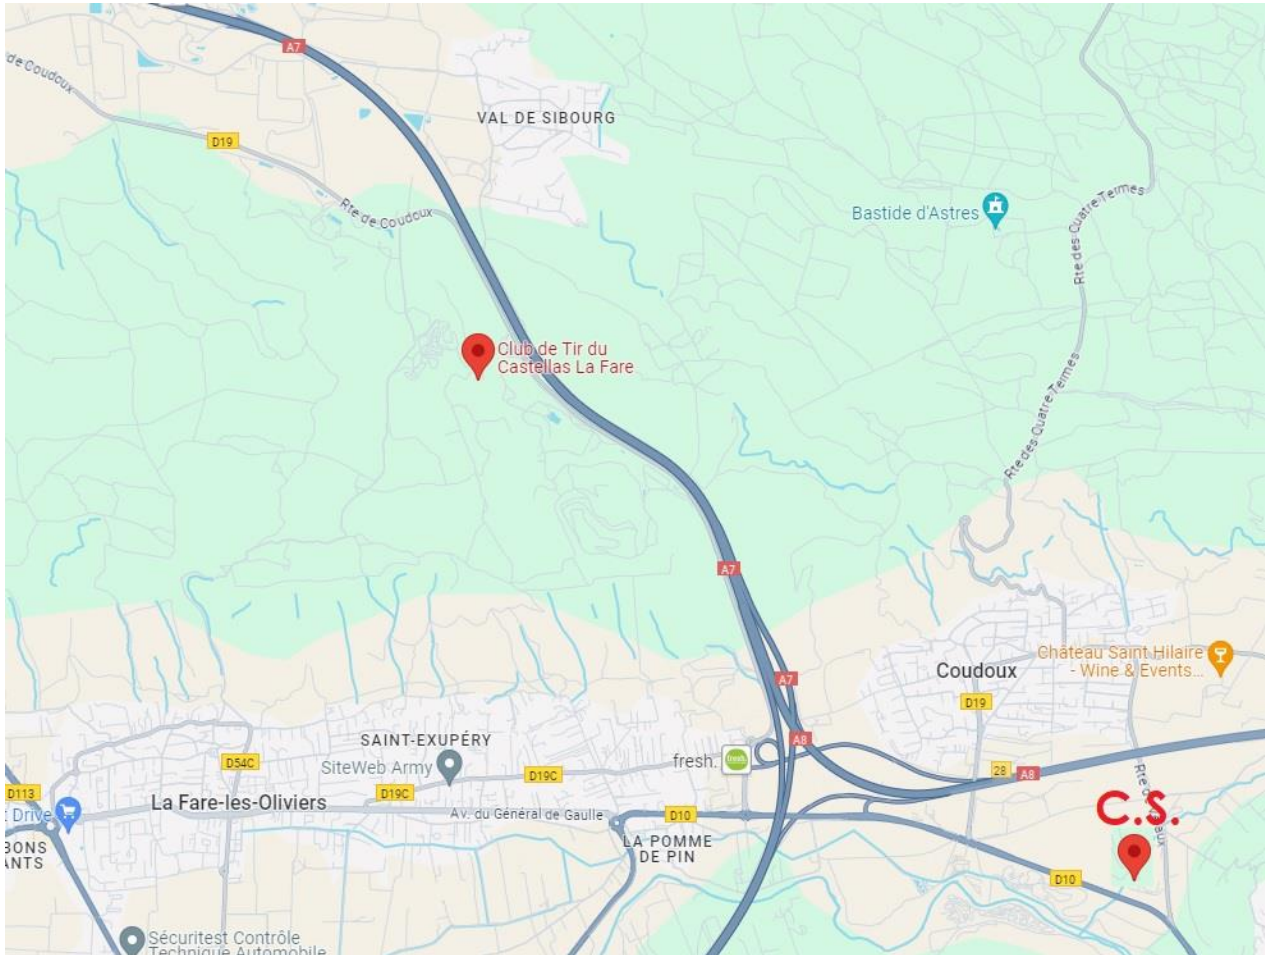 A7
de Coudoux
VAL DE SIBOURG
D19
Rte de Coudoux
Bastide d'Astres
Rte des Quatre-Termes
Club de Tir du
Castellas La Fare
Rte des Quatre-Termes
A7
Château Saint Hilaire
- Wine & Events...
Coudoux
A7
D19
SAINT-EXUPÉRY
A8
fresh.
fresh.
D54C
SiteWeb Army
D19C
28
A8
D113
D19C
La Fare-les-Oliviers
C.S.
t Drive
Av. du Général de Gaulle
D10
BONS
ANTS
LA POMME
DE PIN
D10
Sécuritest Contrôle
Technique Automobile